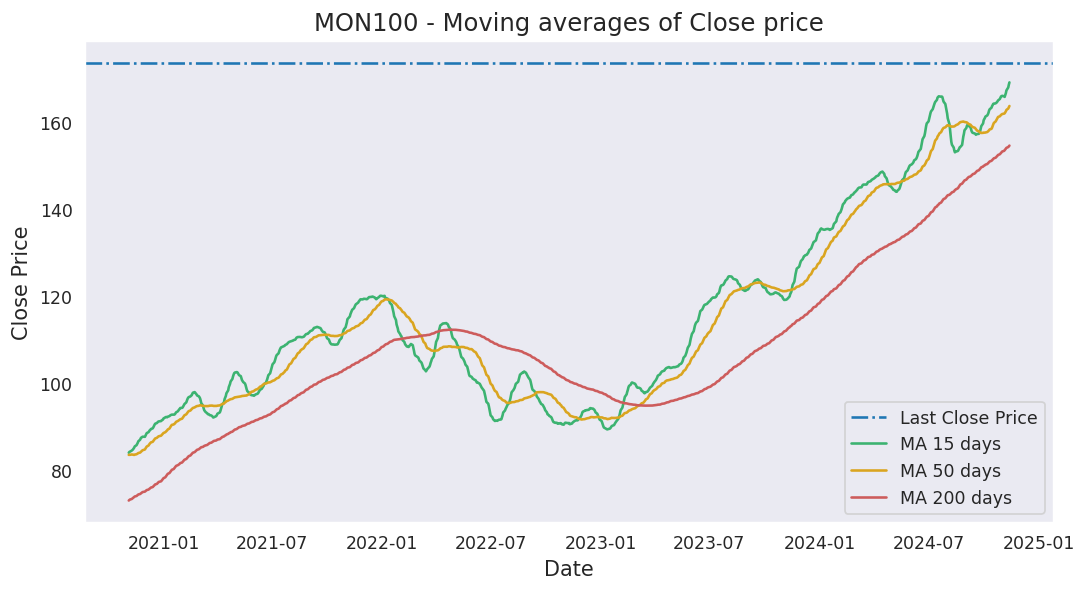 MON100 - Moving averages of Close price
Close Price
160
140
120
100
80
2021-01 2021-07 2022-01 2022-07 2023-01 2023-07 2024-01 2024-07 2025-01
Date
Last Close Price
MA 15 days
MA 50 days
MA 200 days